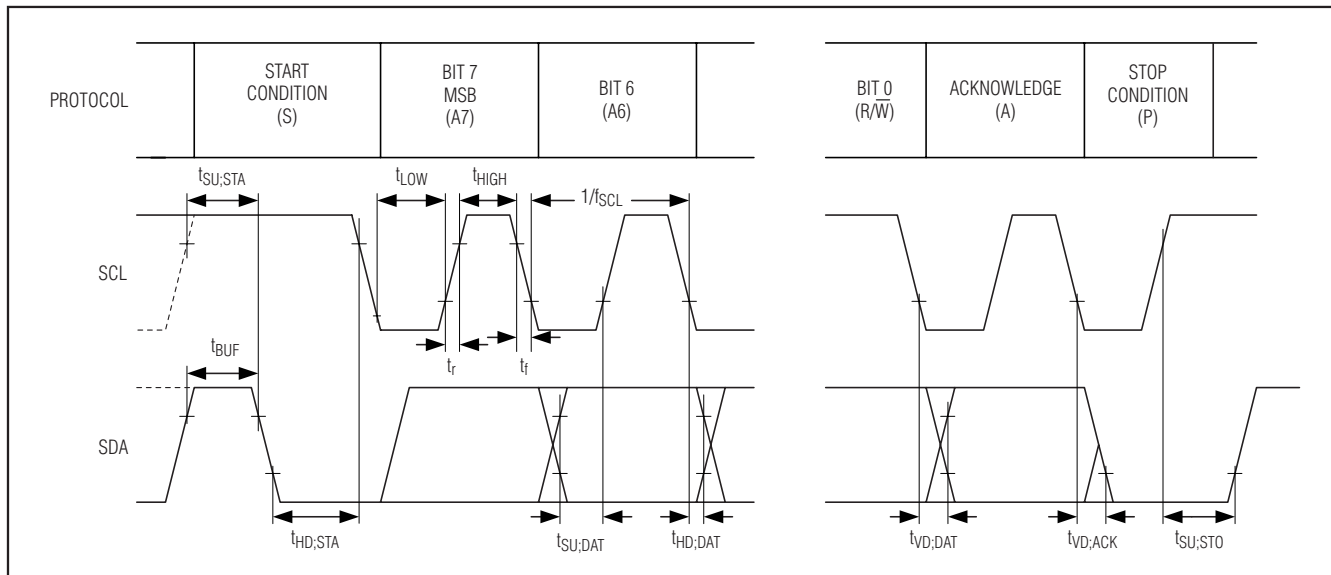 PROTOCOL
START
CONDITION
(S)
BIT 7
MSB
(A7)
BIT 6
(A6)
BIT 0
(R/W̅)
ACKNOWLEDGE
(A)
STOP
CONDITION
(P)
tSU;STA
tLOW
tHIGH
1/fSCL
SCL
tBUF
tr
tf
SDA
tHD;STA
tSU;DAT
tHD;DAT
tVD;DAT
tVD;ACK
tSU;STO